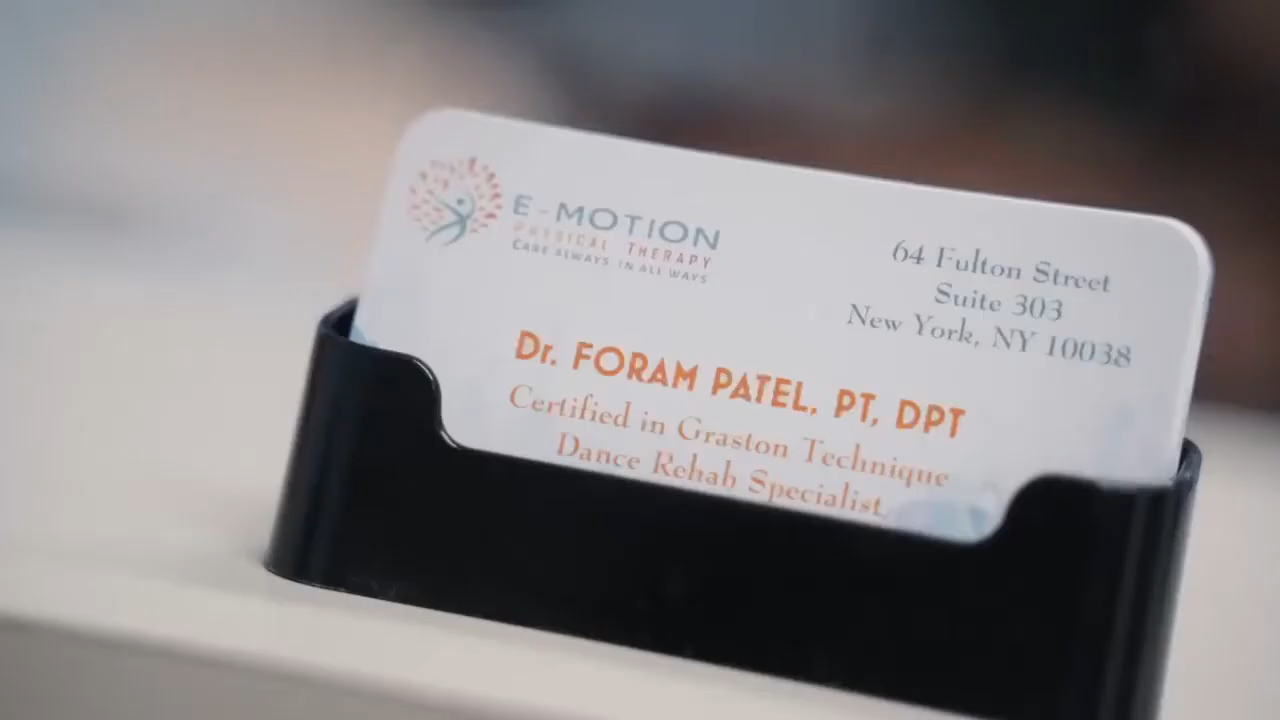 E-MOTION
PHYSICAL THERAPY
CARE ALWAYS IN ALL WAYS
64 Fulton Street
Suite 303
New York, NY 10038
Dr. FORAM PATEL, PT, DPT
Certified in Graston Technique
Dance Rehab Specialist